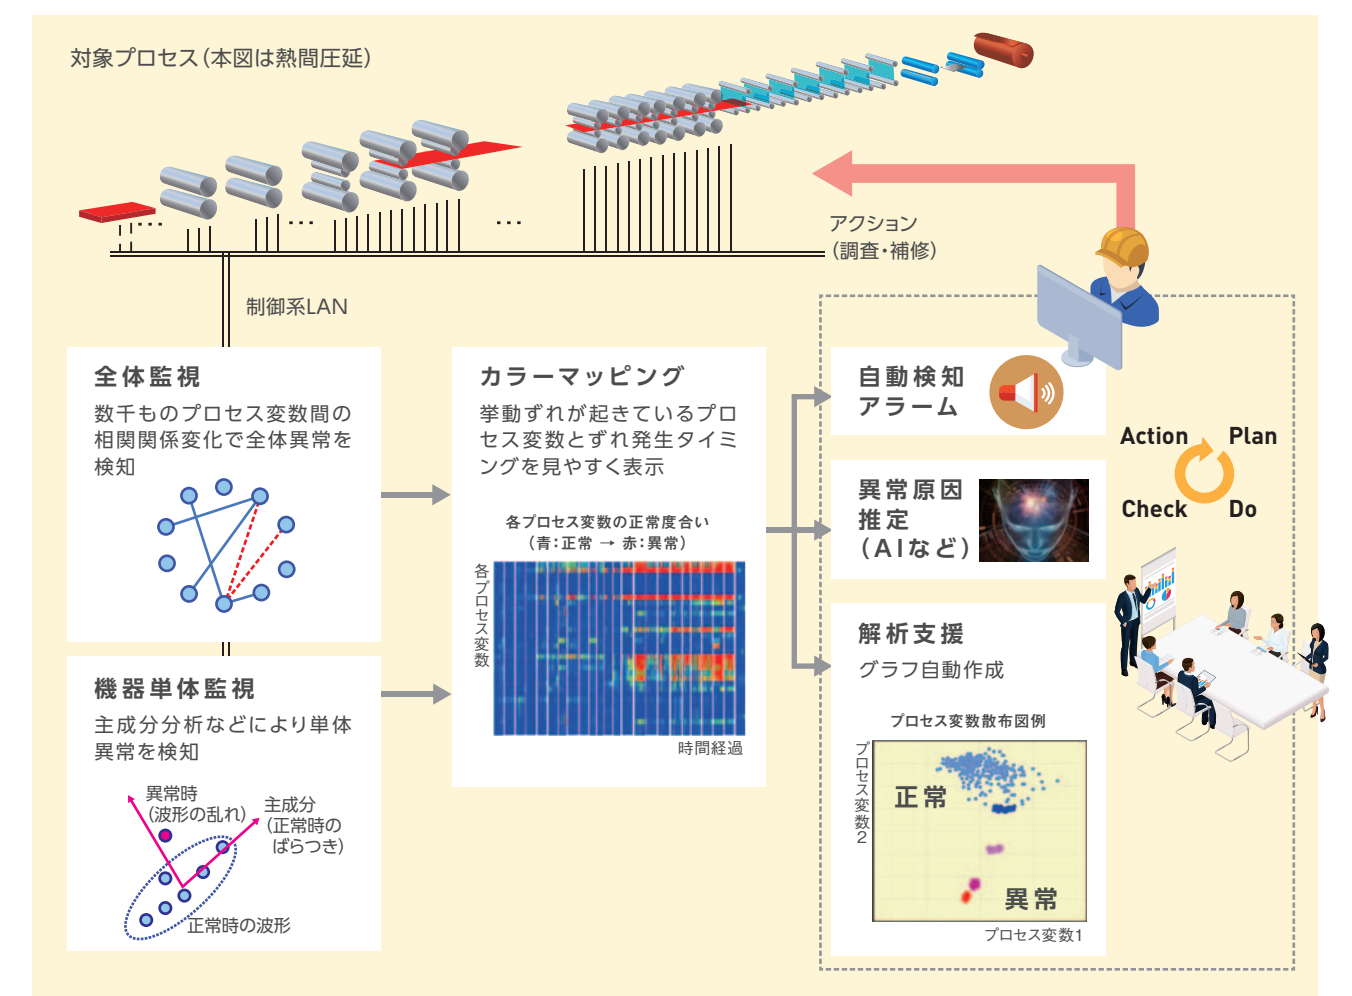 対象プロセス（本図は熱間圧延）
アクション
（調査・補修）
制御系LAN
全体監視
数千ものプロセス変数間の
相関関係変化で全体異常を
検知
機器単体監視
主成分分析などにより単体
異常を検知
異常時
（波形の乱れ）
主成分
（正常時の
ばらつき）
正常時の波形
カラーマッピング
挙動ずれが起きているプロ
セス変数とずれ発生タイミ
ングを見やすく表示
各プロセス変数の正常度合い
（青：正常 → 赤：異常）
各プロセス変数
時間経過
自動検知
アラーム
異常原因
推定
（AIなど）
解析支援
グラフ自動作成
プロセス変数散布図例
プロセス変数2
正常
異常
プロセス変数1
Action
Plan
Check
Do